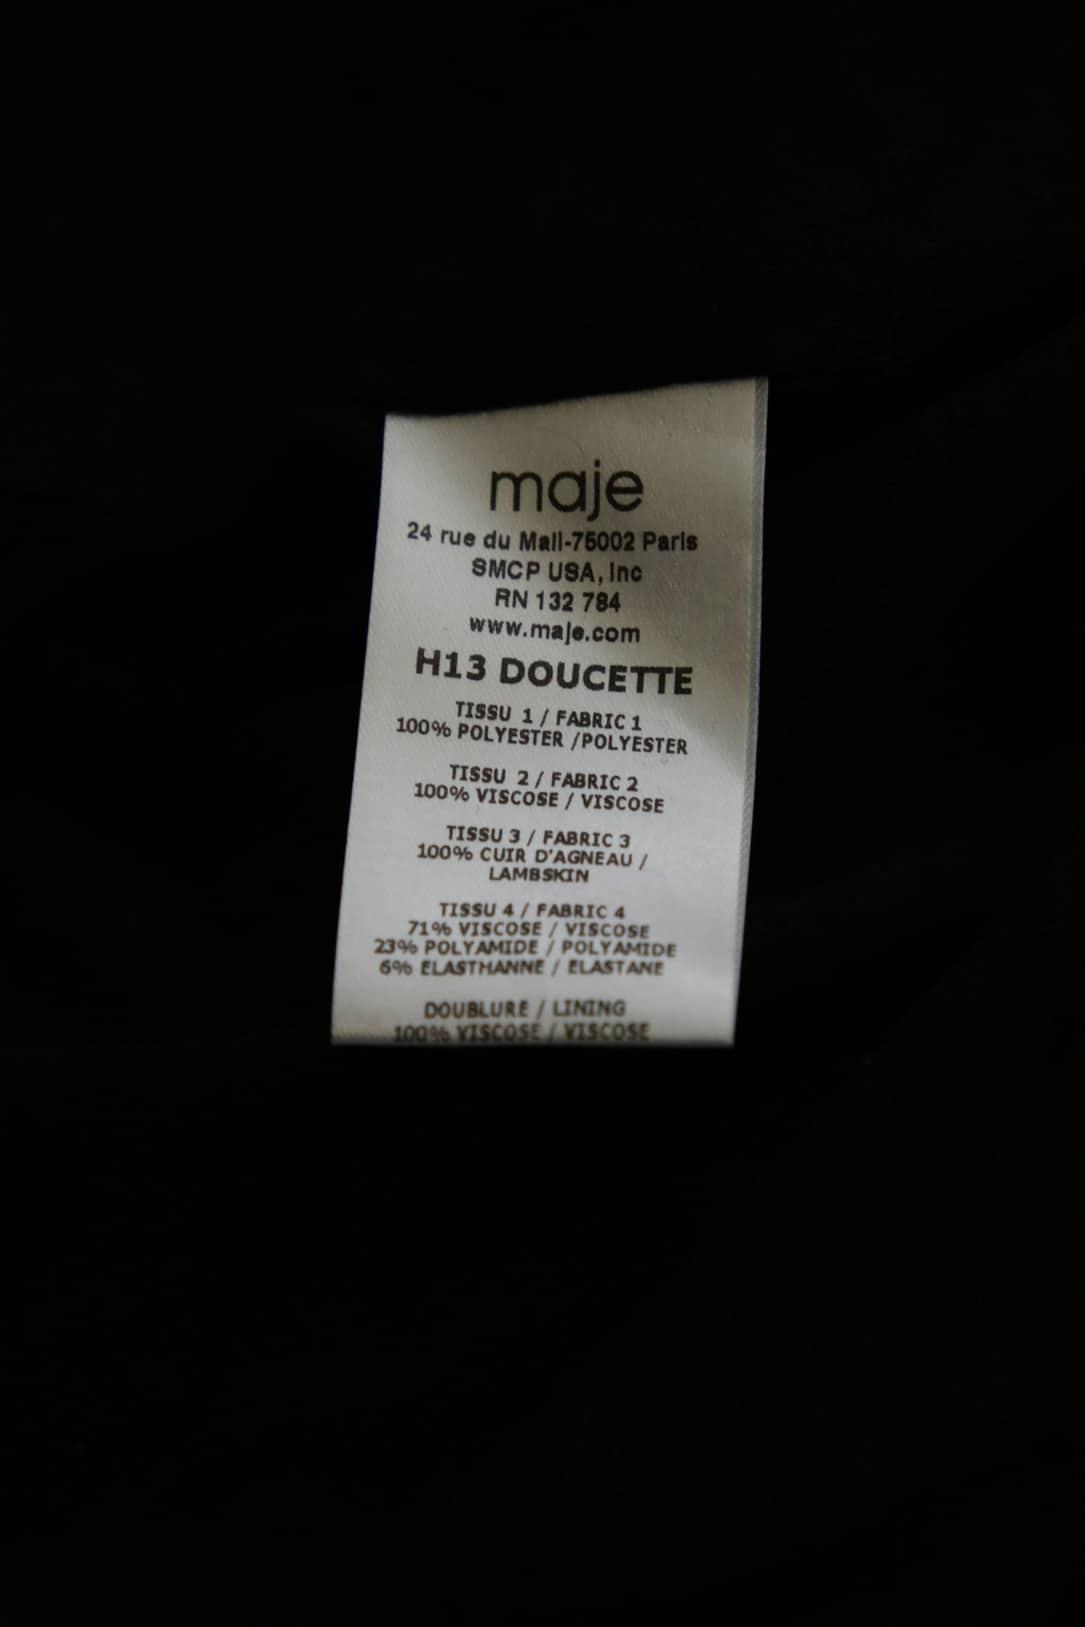 maje
24 rue du Mail-75002 Paris
SMCP USA, Inc
RN 132 784
www.maje.com
H13 DOUCETTE
TISSU 1 / FABRIC 1
100% POLYESTER /POLYESTER
TISSU 2 / FABRIC 2
100% VISCOSE / VISCOSE
TISSU 3 / FABRIC 3
100% CUIR D'AGNEAU /
LAMBSKIN
TISSU 4 / FABRIC 4
71% VISCOSE / VISCOSE
23% POLYAMIDE / POLYAMIDE
6% ELASTHANNE / ELASTANE
DOUBLURE / LINING
100% VISCOSE / VISCOSE